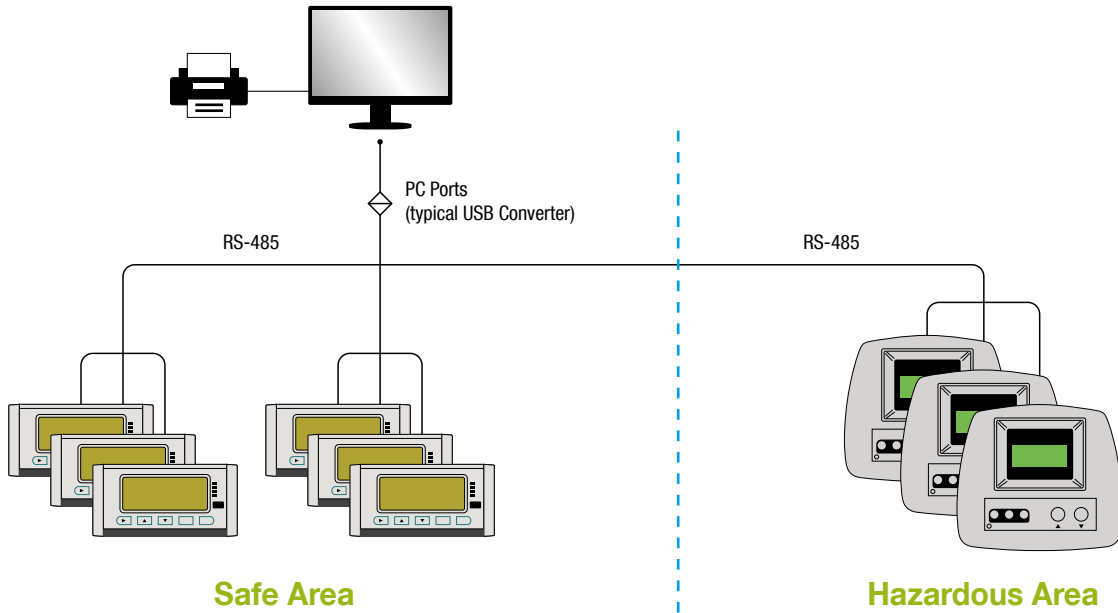 PC Ports
(typical USB Converter)
RS-485
RS-485
Safe Area
Hazardous Area